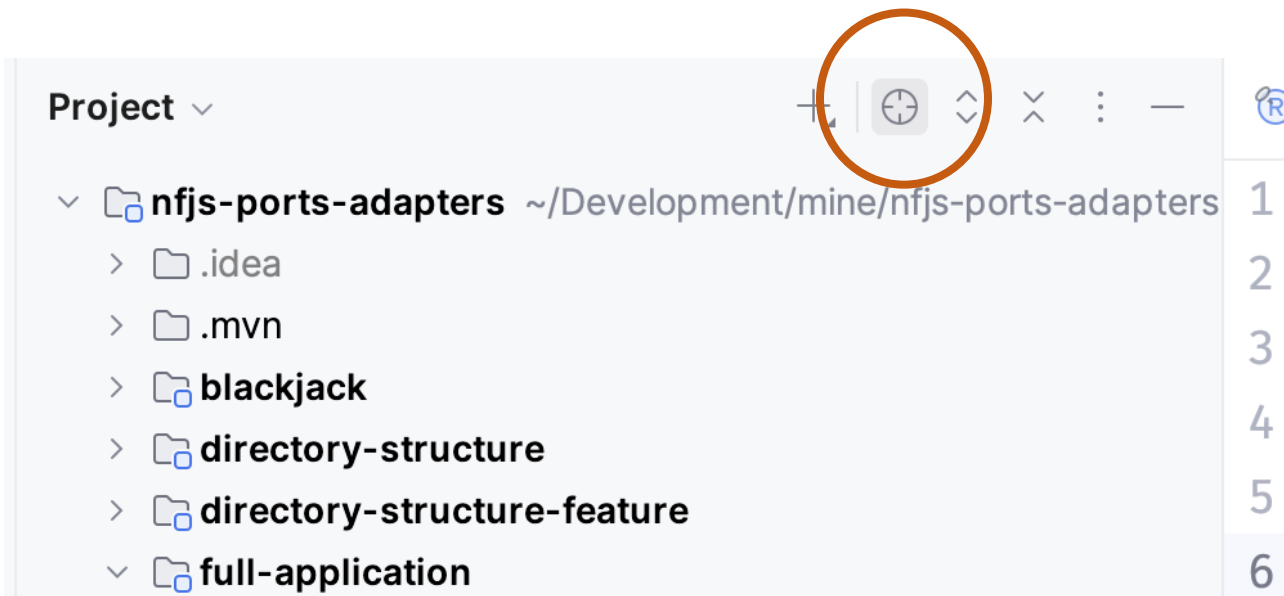 Project
R
nfjs-ports-adapters ~/Development/mine/nfjs-ports-adapters
1
.idea
2
.mvn
3
blackjack
4
directory-structure
5
directory-structure-feature
full-application
6